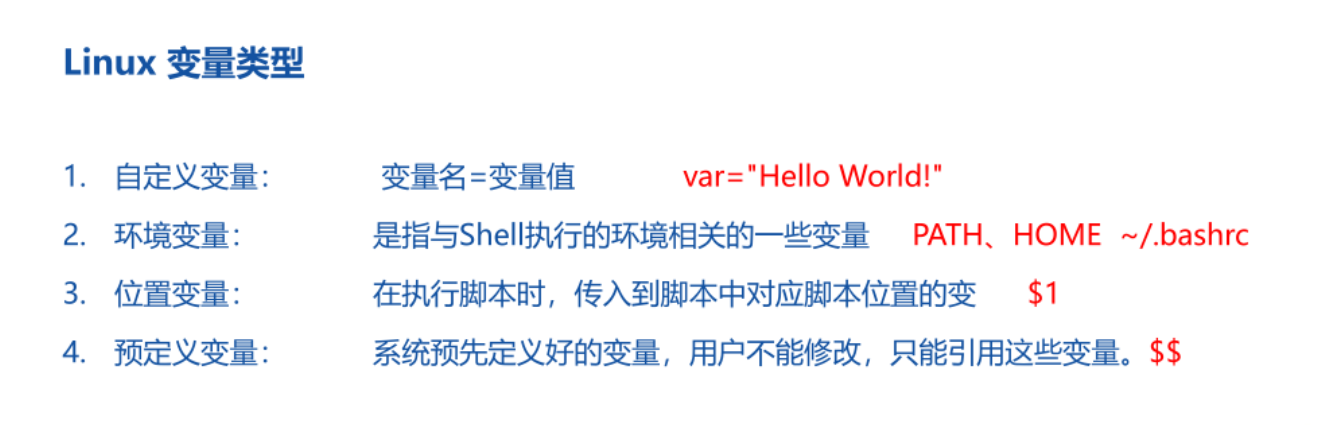 Linux 变量类型
1. 自定义变量： 变量名=变量值 var="Hello World!"
2. 环境变量： 是指与Shell执行的环境相关的一些变量 PATH、HOME ~/.bashrc
3. 位置变量： 在执行脚本时，传入到脚本中对应脚本位置的变 $1
4. 预定义变量： 系统预先定义好的变量，用户不能修改，只能引用这些变量。$$